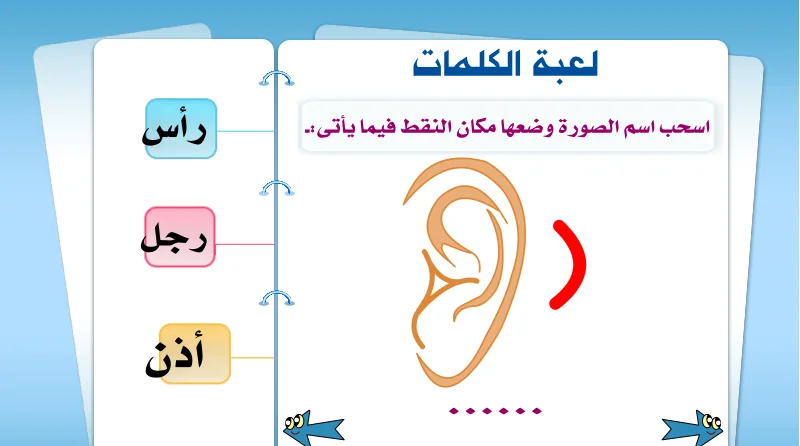 لعبة الكلمات
اسحب اسم الصورة وضعها مكان النقط فيما يأتى :ـ
رأس
رجل
أذن
......